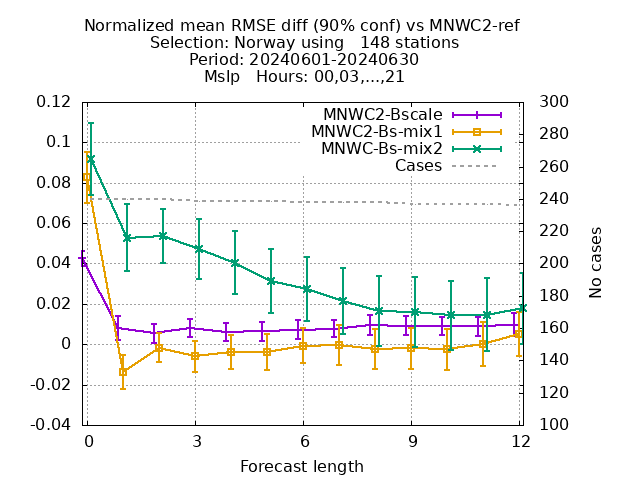 Normalized mean RMSE diff (90% conf) vs MNWC2-ref
Selection: Norway using   148 stations
Period: 20240601-20240630
Mslp   Hours: 00,03,...,21
MNWC2-Bscale
MNWC2-Bs-mix1
MNWC-Bs-mix2
Cases
0.12
0.1
0.08
0.06
0.04
0.02
0
-0.02
-0.04
300
280
260
240
220
200
180
160
140
120
100
No cases
0 3 6 9 12
Forecast length